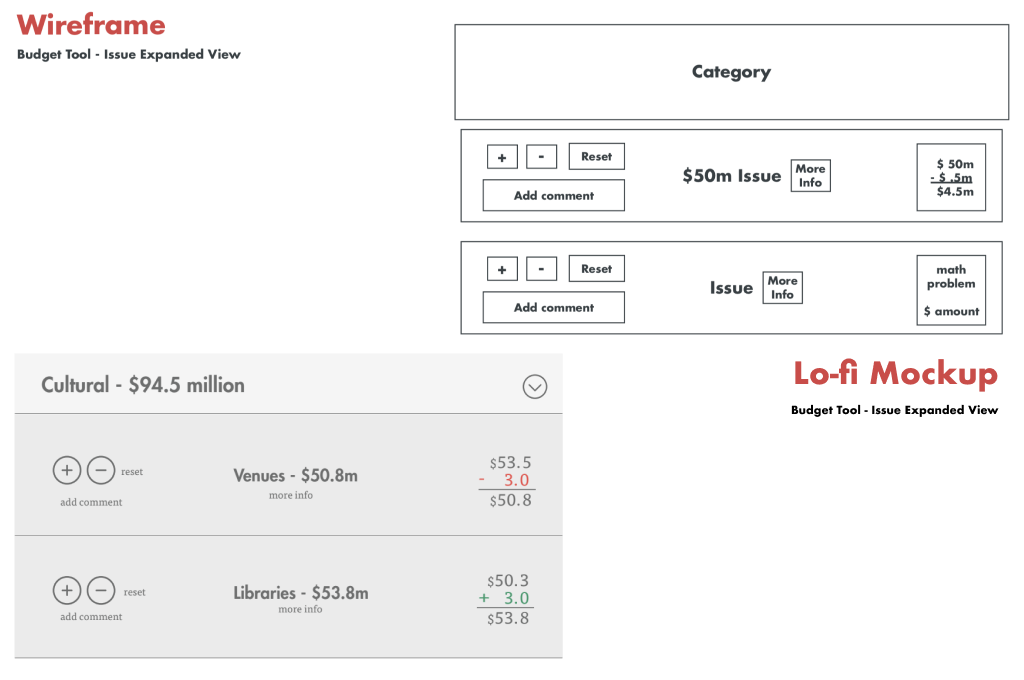 Wireframe
Budget Tool - Issue Expanded View
Category
+ - Reset
Add comment
$50m Issue
More
Info
$ 50m
- $ .5m
$4.5m
+ - Reset
Add comment
Issue
More
Info
math
problem
$ amount
Lo-fi Mockup
Budget Tool - Issue Expanded View
Cultural - $94.5 million
+ - reset
add comment
Venues - $50.8m
more info
$53.5
- 3.0
$50.8
+ - reset
add comment
Libraries - $53.8m
more info
$50.3
+ 3.0
$53.8